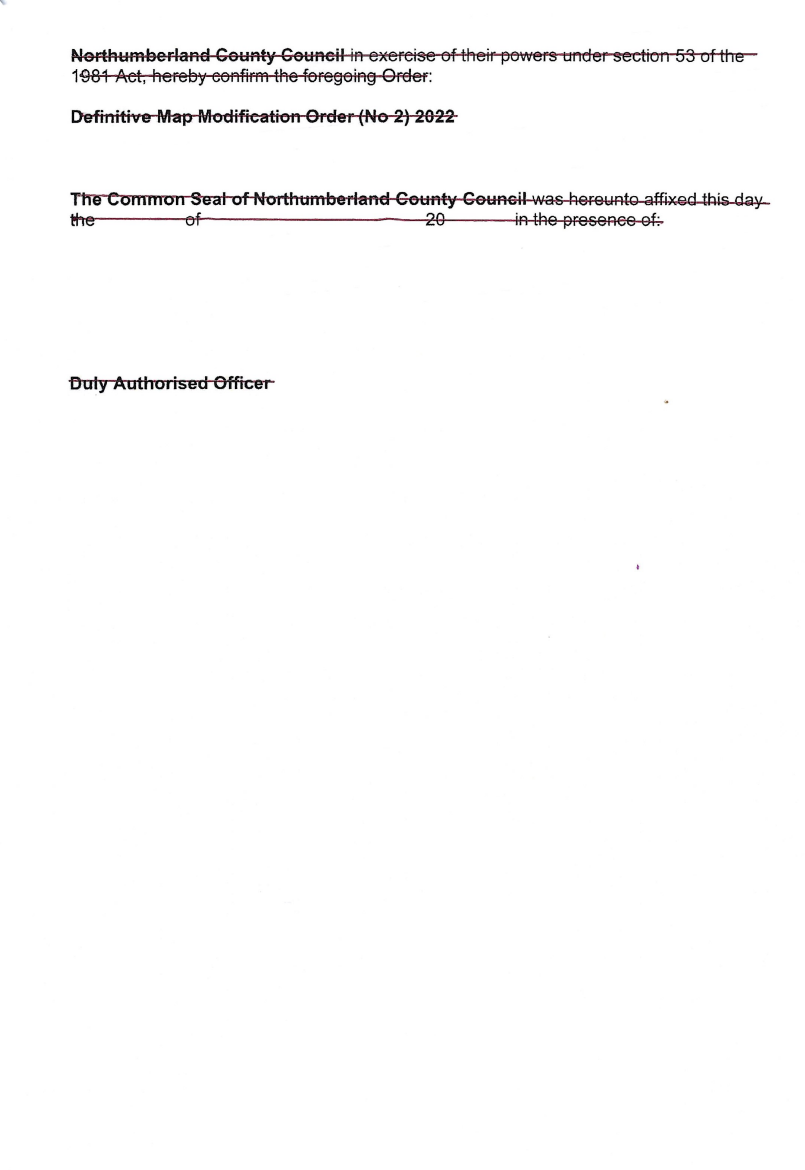 Northumberland County Council in exercise of their powers under section 53 of the
1981 Act, hereby confirm the foregoing Order:
Definitive Map Modification Order (No 2) 2022
The Common Seal of Northumberland County Council was hereunto affixed this day
the of 20 in the presence of:
Duly Authorised Officer